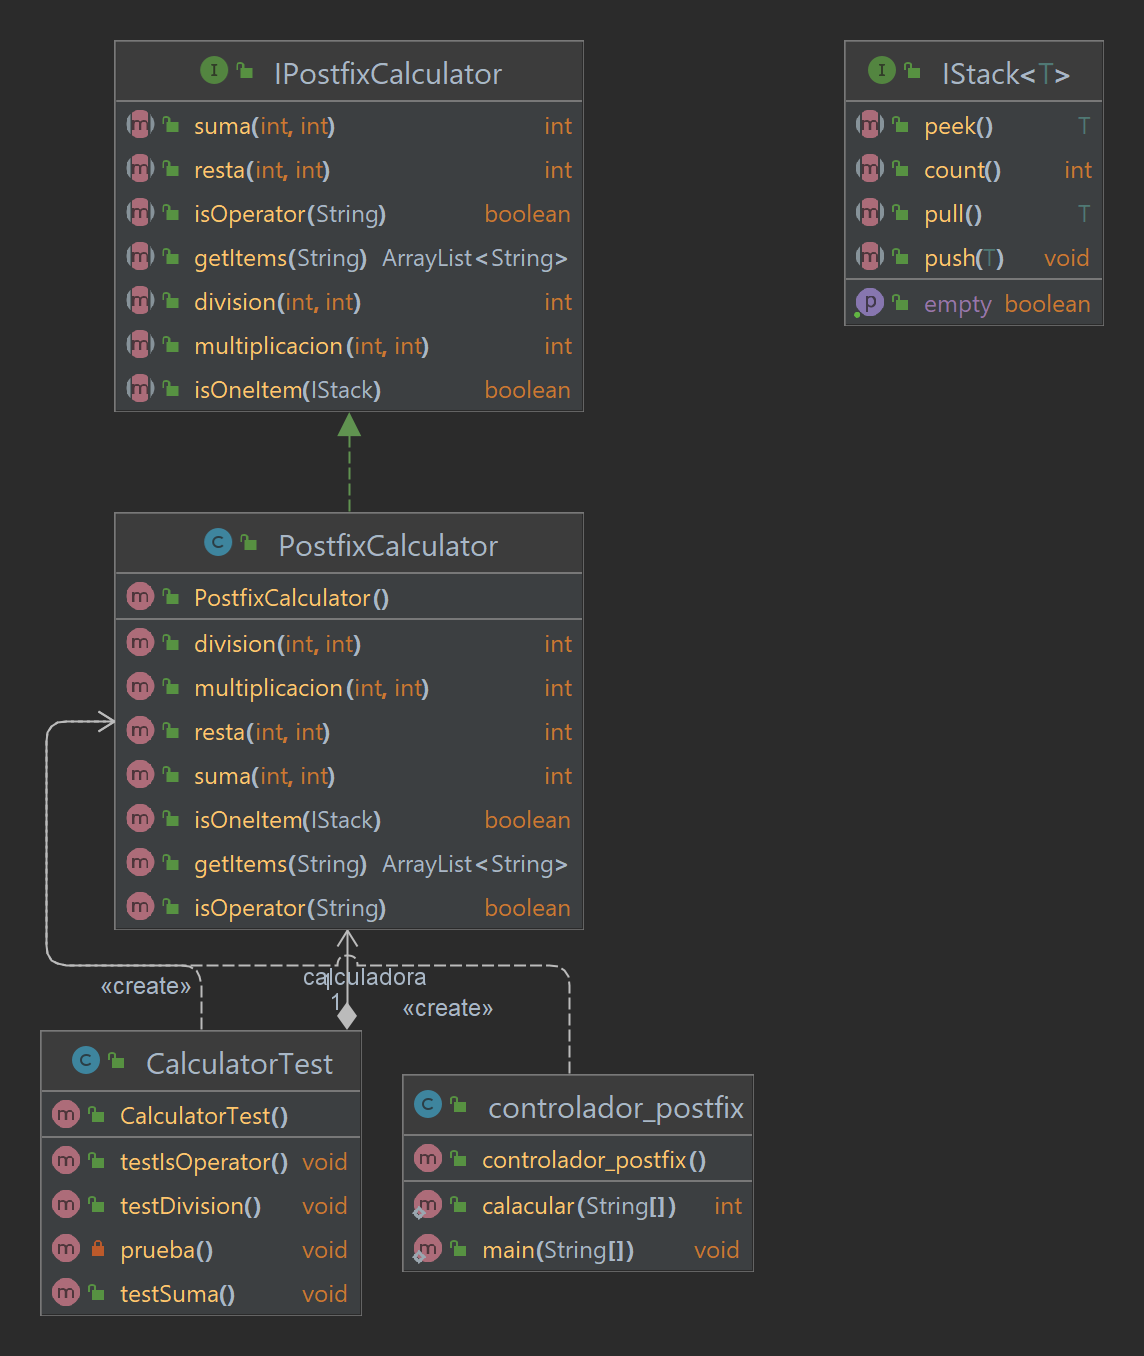 IPostfixCalculator
suma(int, int) int
resta(int, int) int
isOperator(String) boolean
getItems(String) ArrayList<String>
division(int, int) int
multiplicacion(int, int) int
isOneItem(IStack) boolean
IStack<T>
peek() T
count() int
pull() T
push(T) void
empty boolean
PostfixCalculator
PostfixCalculator()
division(int, int) int
multiplicacion(int, int) int
resta(int, int) int
suma(int, int) int
isOneItem(IStack) boolean
getItems(String) ArrayList<String>
isOperator(String) boolean
«create»
calculadora
1
1
«create»
CalculatorTest
CalculatorTest()
testIsOperator() void
testDivision() void
prueba() void
testSuma() void
controlador_postfix
controlador_postfix()
calacular(String[]) int
main(String[]) void